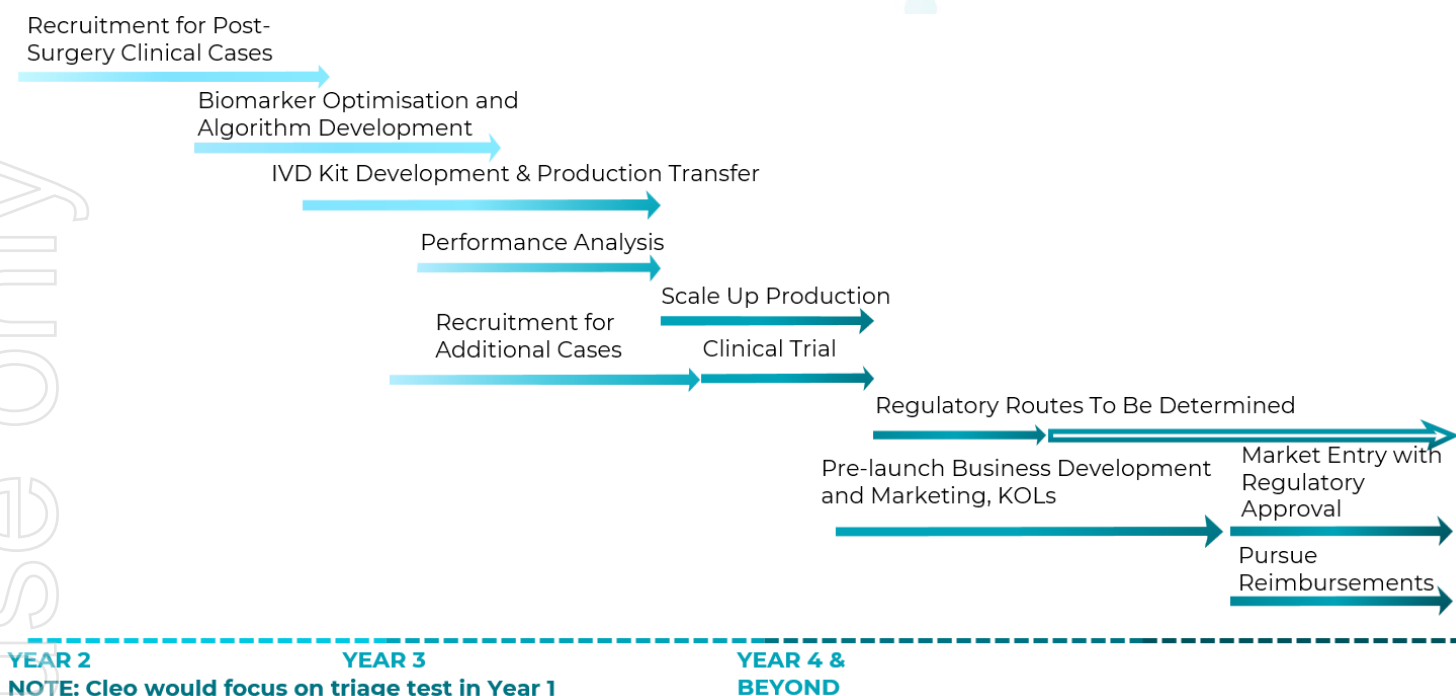 Recruitment for Post-
Surgery Clinical Cases
Biomarker Optimisation and
Algorithm Development
IVD Kit Development & Production Transfer
Performance Analysis
Scale Up Production
Recruitment for
Additional Cases
Clinical Trial
Regulatory Routes To Be Determined
Pre-launch Business Development
and Marketing, KOLs
Market Entry with
Regulatory
Approval
Pursue
Reimbursements
YEAR 2
YEAR 3
YEAR 4 &
BEYOND
NOTE: Cleo would focus on triage test in Year 1
use only